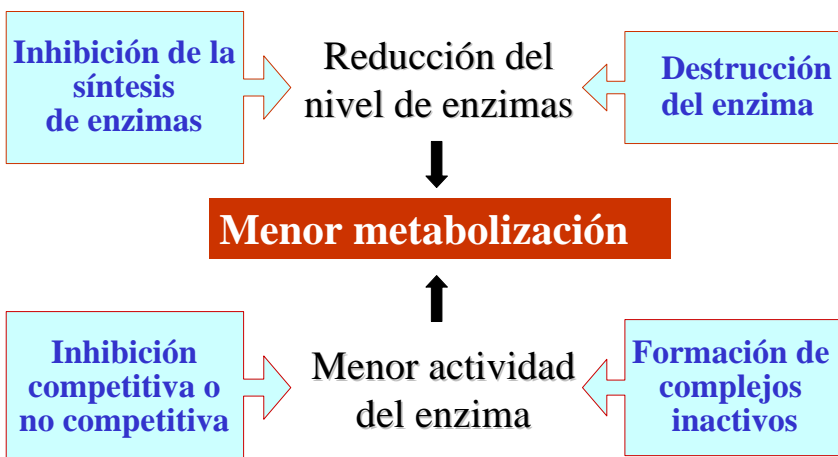 Inhibición de la
síntesis
de enzimas
Reducción del
nivel de enzimas
Destrucción
del enzima
Menor metabolización
Inhibición
competitiva o
no competitiva
Menor actividad
del enzima
Formación de
complejos
inactivos